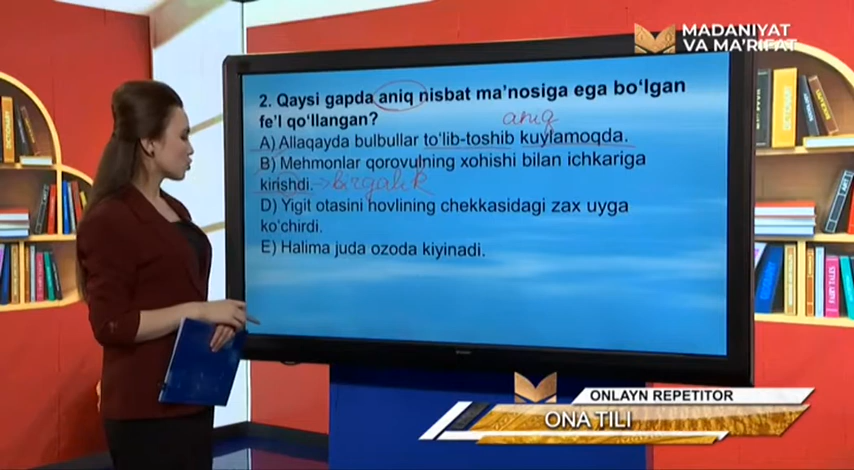 MADANIYAT
VA MA'RIFAT
2. Qaysi gapda aniq nisbat ma'nosiga ega bo'lgan
fe'l qo'llangan?
aniq
A) Allaqayda bulbullar to'lib-toshib kuylamoqda.
B) Mehmonlar qorovulning xohishi bilan ichkariga
kirishdi. → birgalik
D) Yigit otasini hovlining chekkasidagi zax uyga
ko'chirdi.
E) Halima juda ozoda kiyinadi.
ONLAYN REPETITOR
ONA TILI